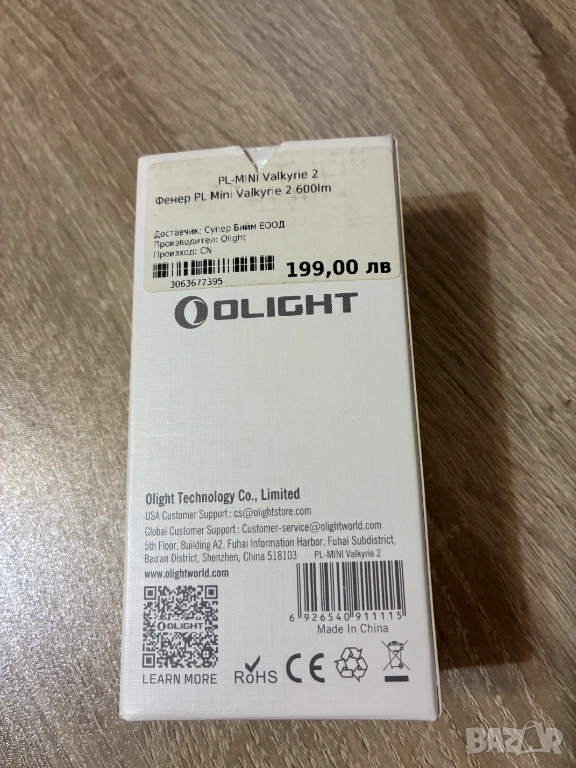 PL-MINI Valkyrie 2
Фенер PL Mini Valkyrie 2 600lm
Доставчик: Супер Бийм ЕООД
Производител: Olight
Произход: CN
3063677395
199,00 лв
OLIGHT
Olight Technology Co., Limited
USA Customer Support : cs@olightstore.com
Global Customer Support : Customer-service@olightworld.com
5th Floor, Building A2, Fuhai Information Harbor, Fuhai Subdistrict,
Bao'an District, Shenzhen, China 518103
PL-MINI Valkyrie 2
www.olightworld.com
OLIGHT
6 926540 911115
Made In China
LEARN MORE
RoHS
CE
BAZAR